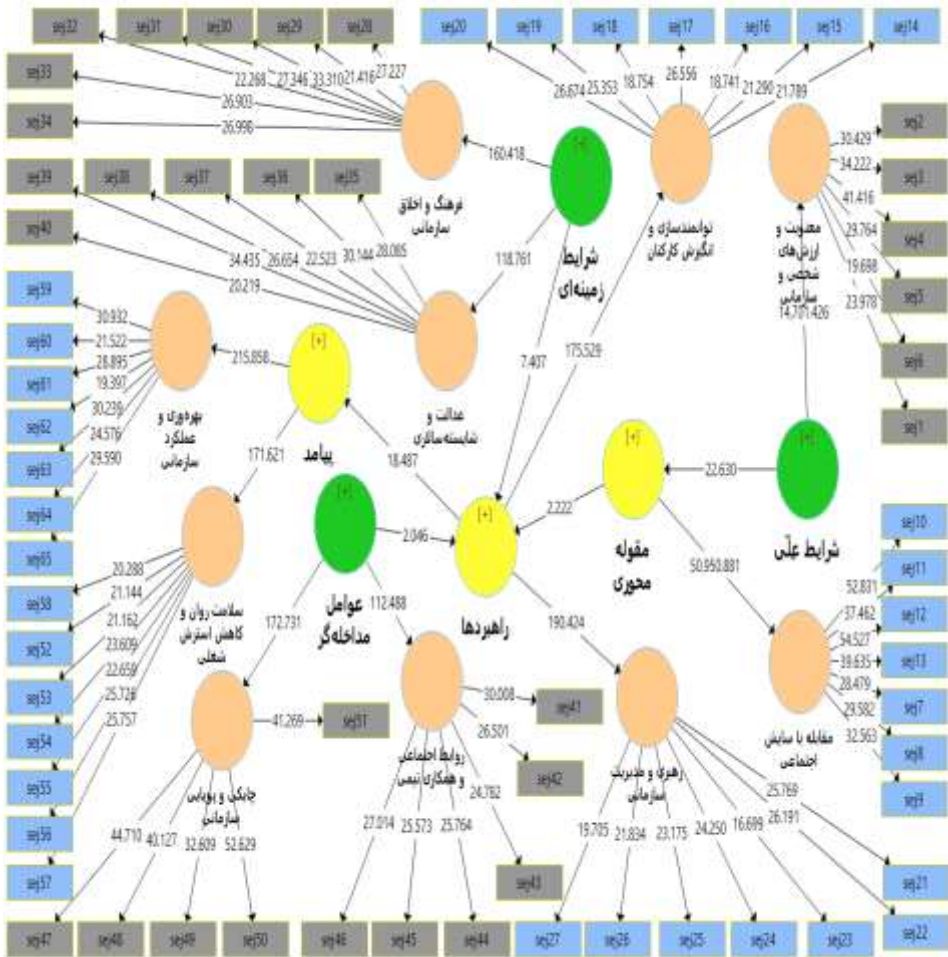 sej32 sej31 sej30 sej29 sej28 sej20 sej19 sej18 sej17 sej16 sej15 sej14
22.268 27.346 33.310 21.416 27.227
26.674 25.353 18.754 26.556 18.741 21.290 21.789
sej33
26.903
sej34
26.998
[+]
160.418
sej2
30.429
sej3
34.222
41.416
sej4
29.764
sej5
19.698
sej6
23.978
sej1
14,701.426
sej39 sej38 sej37 sej36 sej35
فرهنگ و اخلاق
سازمانی
شرایط
زمینه‌ای
توانمندسازی و
انگیزش کارکنان
معنویت و
ارزش‌های
شخصی و
سازمانی
sej40
34.435 26.654 22.523 30.144 28.085
20.219
118.761
7.407
175.529
sej59
30.932
sej60
21.522
sej61
28.895
sej62
19.397
sej63
30.239
sej64
24.576
sej65
29.590
215.858
[+]
بهره‌وری و
عملکرد
سازمانی
پیامد
عدالت و
شایسته‌سالاری
171.621
18.487
[+]
2.046
[+]
2.222
[+]
22.630
[+]
شرایط علّی
مقوله
محوری
راهبردها
عوامل
مداخله‌گر
50,950.881
190.424
112.488
172.731
sej58
20.288
sej52
21.144
sej53
21.162
sej54
23.609
sej55
22.659
sej56
25.726
sej57
25.757
سلامت روان و
کاهش استرش
شغلی
sej10
52.831
sej11
37.462
sej12
54.527
sej13
39.635
sej7
28.479
sej8
29.582
sej9
32.563
مقابله با سایش
اجتماعی
41.269
sej51
چابکی و پویایی
سازمانی
44.710 40.127 32.609 52.629
روابط اجتماعی
و همکاری تیمی
30.008
sej41
26.501
sej42
24.782
sej43
27.014 25.573 25.764
رهبری و مدیریت
سازمانی
19.705 21.834 23.175 24.250 16.699 26.191 25.769
sej21
sej22
sej47 sej48 sej49 sej50 sej46 sej45 sej44 sej27 sej26 sej25 sej24 sej23